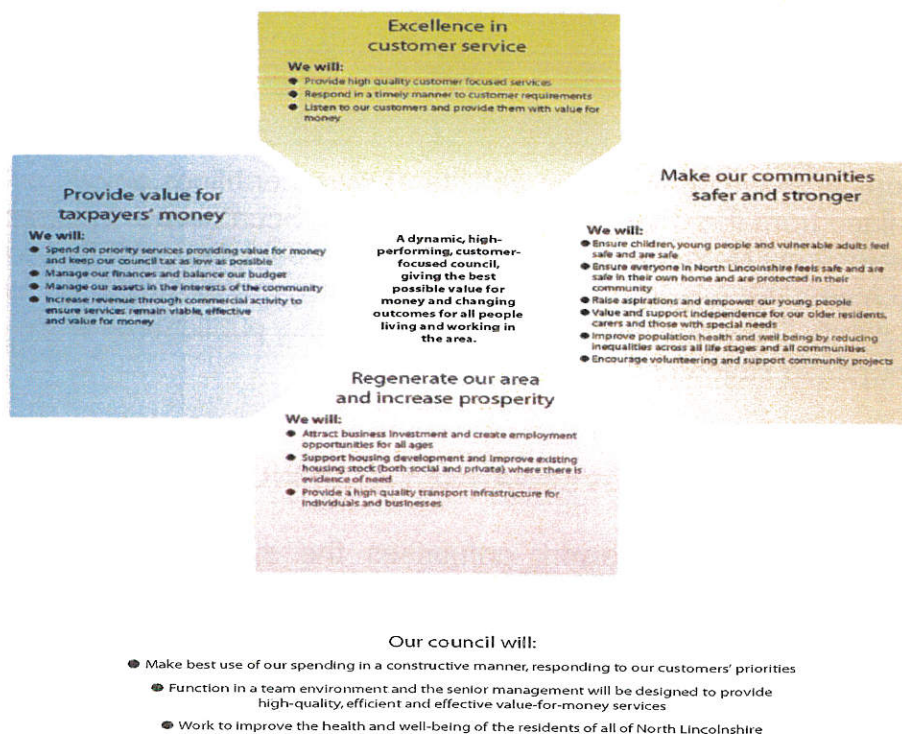 Excellence in
customer service
We will:
● Provide high quality customer focused services
● Respond in a timely manner to customer requirements
● Listen to our customers and provide them with value for
money
Provide value for
taxpayers' money
We will:
● Spend on priority services providing value for money
and keep our council tax as low as possible
● Manage our finances and balance our budget
● Manage our assets in the interests of the community
● Increase revenue through commercial activity to
ensure services remain viable, effective
and value for money
A dynamic, high-
performing, customer-
focused council,
giving the best
possible value for
money and changing
outcomes for all people
living and working in
the area.
Make our communities
safer and stronger
We will:
● Ensure children, young people and vulnerable adults feel
safe and are safe
● Ensure everyone in North Lincolnshire feels safe and are
safe in their own home and are protected in their
community
● Raise aspirations and empower our young people
● Value and support independence for our older residents,
carers and those with special needs
● Improve population health and well being by reducing
inequalities across all life stages and all communities
● Encourage volunteering and support community projects
Regenerate our area
and increase prosperity
We will:
● Attract business investment and create employment
opportunities for all ages
● Support housing development and improve existing
housing stock (both social and private) where there is
evidence of need
● Provide a high quality transport infrastructure for
individuals and businesses
Our council will:
● Make best use of our spending in a constructive manner, responding to our customers' priorities
● Function in a team environment and the senior management will be designed to provide
high-quality, efficient and effective value-for-money services
● Work to improve the health and well-being of the residents of all of North Lincolnshire